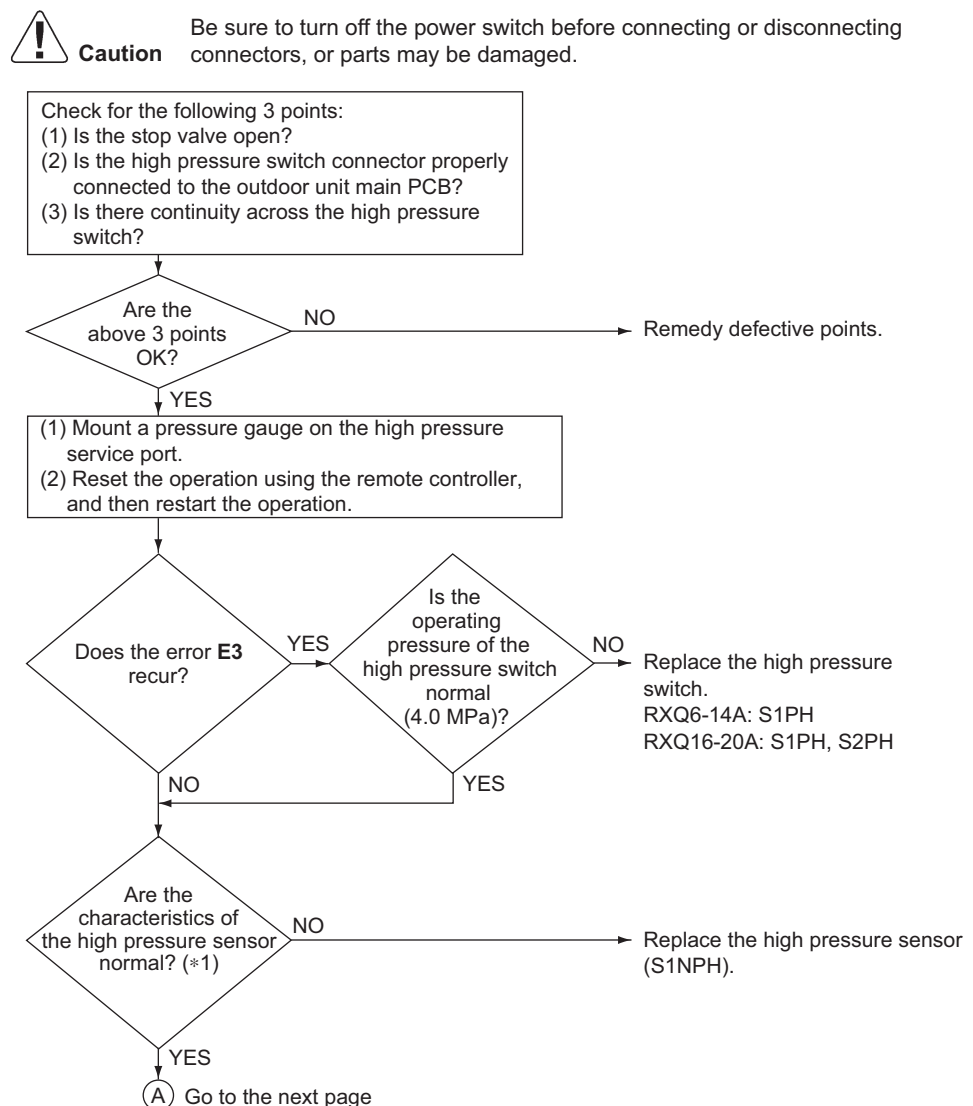 Be sure to turn off the power switch before connecting or disconnecting
Caution connectors, or parts may be damaged.
Check for the following 3 points:
(1) Is the stop valve open?
(2) Is the high pressure switch connector properly
connected to the outdoor unit main PCB?
(3) Is there continuity across the high pressure
switch?
Are the
above 3 points
OK?
NO
Remedy defective points.
YES
(1) Mount a pressure gauge on the high pressure
service port.
(2) Reset the operation using the remote controller,
and then restart the operation.
Does the error E3
recur?
YES
Is the
operating
pressure of the
high pressure switch
normal
(4.0 MPa)?
NO
Replace the high pressure
switch.
RXQ6-14A: S1PH
RXQ16-20A: S1PH, S2PH
NO
YES
Are the
characteristics of
the high pressure sensor
normal? (*1)
NO
Replace the high pressure sensor
(S1NPH).
YES
A Go to the next page